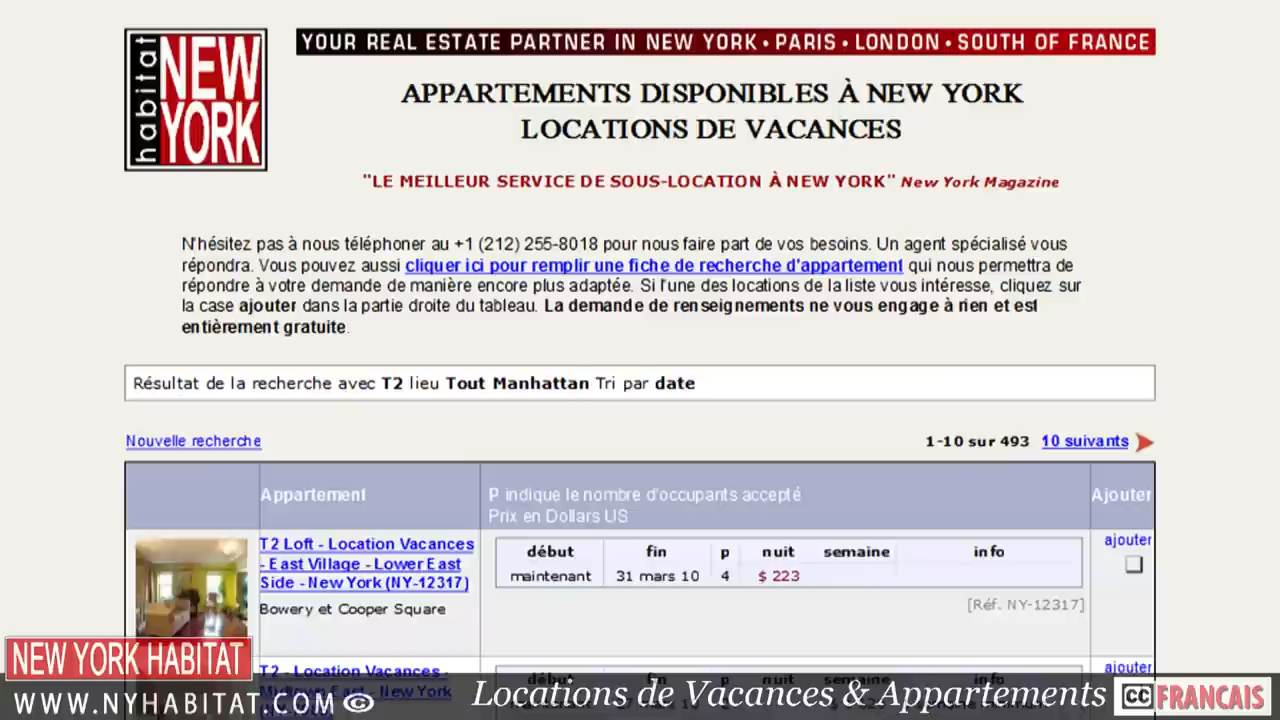 habitat
NEW
YORK
YOUR REAL ESTATE PARTNER IN NEW YORK • PARIS • LONDON • SOUTH OF FRANCE
APPARTEMENTS DISPONIBLES À NEW YORK
LOCATIONS DE VACANCES
"LE MEILLEUR SERVICE DE SOUS-LOCATION À NEW YORK" New York Magazine
N'hésitez pas à nous téléphoner au +1 (212) 255-8018 pour nous faire part de vos besoins. Un agent spécialisé vous
répondra. Vous pouvez aussi cliquer ici pour remplir une fiche de recherche d'appartement qui nous permettra de
répondre à votre demande de manière encore plus adaptée. Si l'une des locations de la liste vous intéresse, cliquez sur
la case ajouter dans la partie droite du tableau. La demande de renseignements ne vous engage à rien et est
entièrement gratuite.
Résultat de la recherche avec T2 lieu Tout Manhattan Tri par date
Nouvelle recherche 1-10 sur 493 10 suivants
Appartement P indique le nombre d'occupants accepté Ajouter
Prix en Dollars US
T2 Loft - Location Vacances ajouter
- East Village - Lower East
Side - New York (NY-12317)
début fin p nuit semaine info
maintenant 31 mars 10 4 $ 223
Bowery et Cooper Square [Réf. NY-12317]
T2 - Location Vacances - ajouter
Midtown East - New York
début fin p nuit semaine info
NEW YORK HABITAT
WWW.NYHABITAT.COM © Locations de Vacances & Appartements CC FRANCAIS